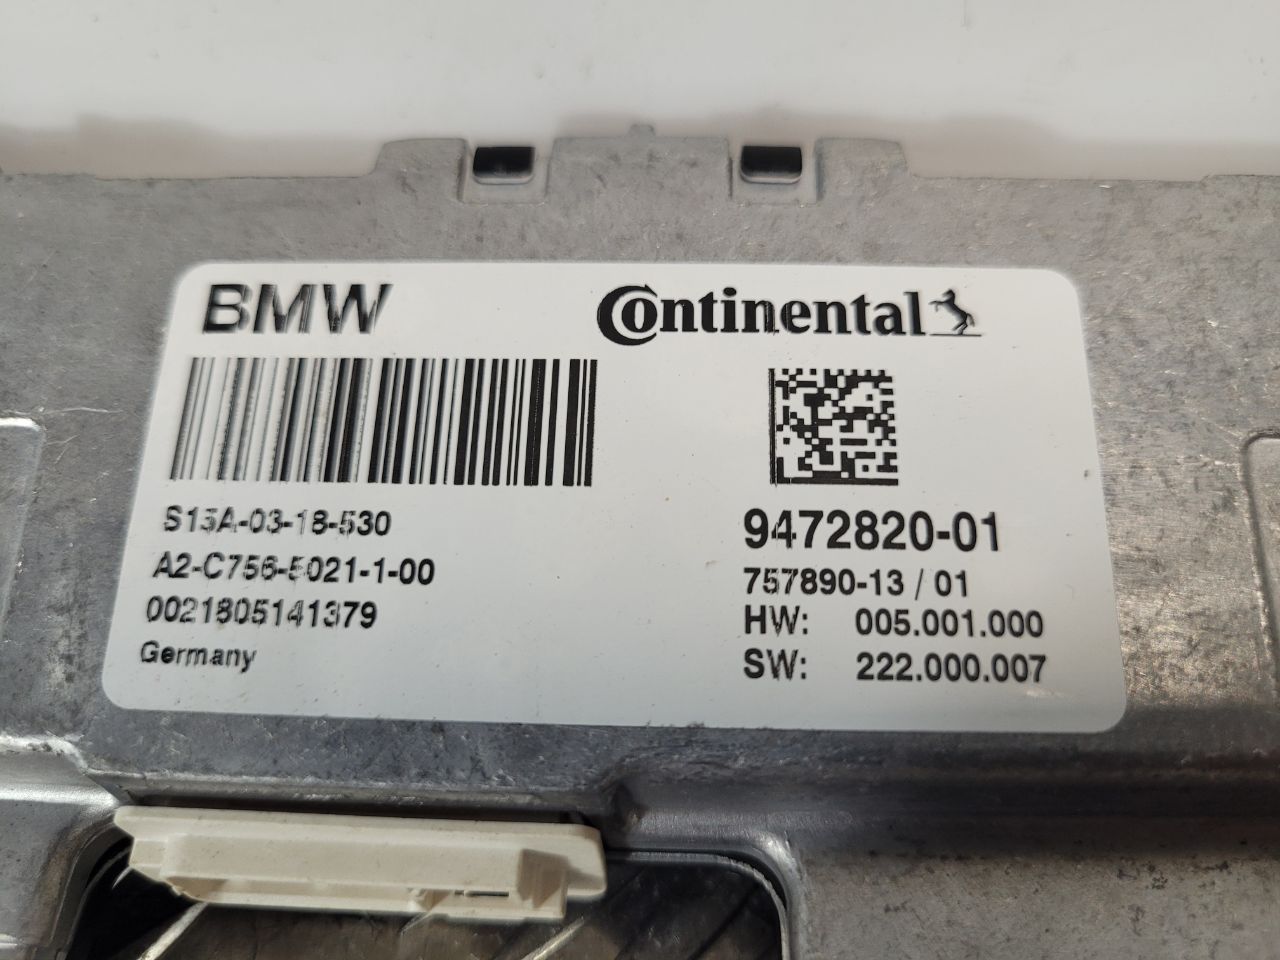 BMW
Continental
S15A-03-18-530
A2-C756-5021-1-00
0021805141379
Germany
9472820-01
757890-13 / 01
HW: 005.001.000
SW: 222.000.007